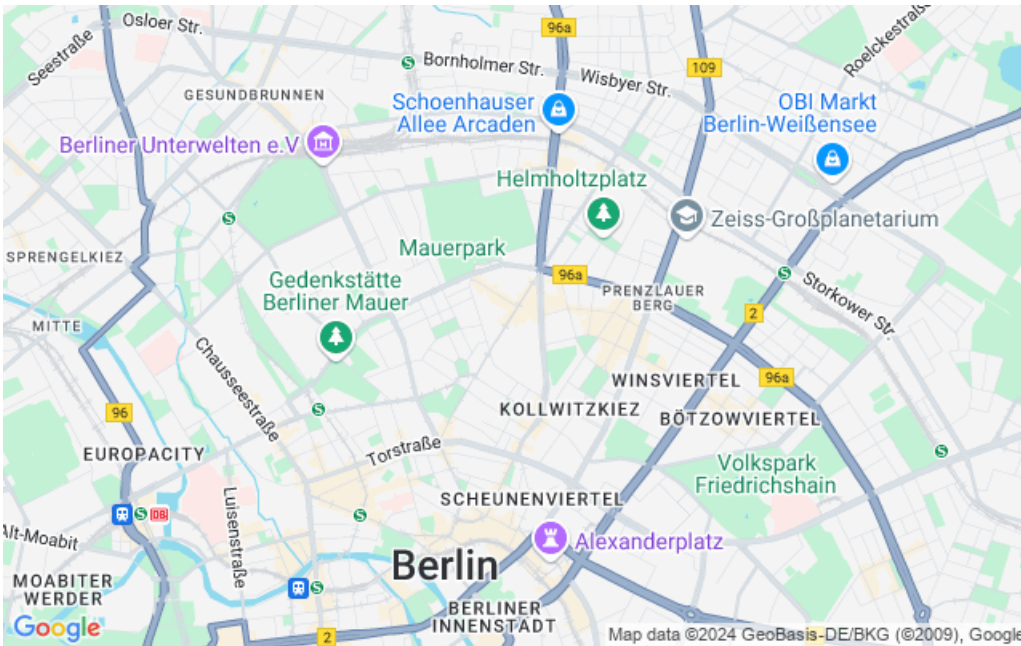 Osloer Str.
96a
Seestraße
Bornholmer Str.
Wisbyer Str.
109
Roelckestraße
GESUNDBRUNNEN
Schoenhauser
Allee Arcaden
OBI Markt
Berlin-Weißensee
Berliner Unterwelten e.V
Helmholtzplatz
S
Zeiss-Großplanetarium
Mauerpark
SPRENGELKIEZ
Gedenkstätte
Berliner Mauer
96a
PRENZLAUER
BERG
S
Storkower Str.
MITTE
2
Chausseestraße
WINSVIERTEL
96a
96
S
KOLLWITZKIEZ
BÖTZOWVIERTEL
EUROPACITY
Torstraße
S
Volkspark
Friedrichshain
Luisenstraße
SCHEUNENVIERTEL
S
DB
S
Alt-Moabit
Alexanderplatz
Berlin
MOABITER
WERDER
S
BERLINER
INNENSTADT
Google
2
Map data ©2024 GeoBasis-DE/BKG (©2009), Google
S